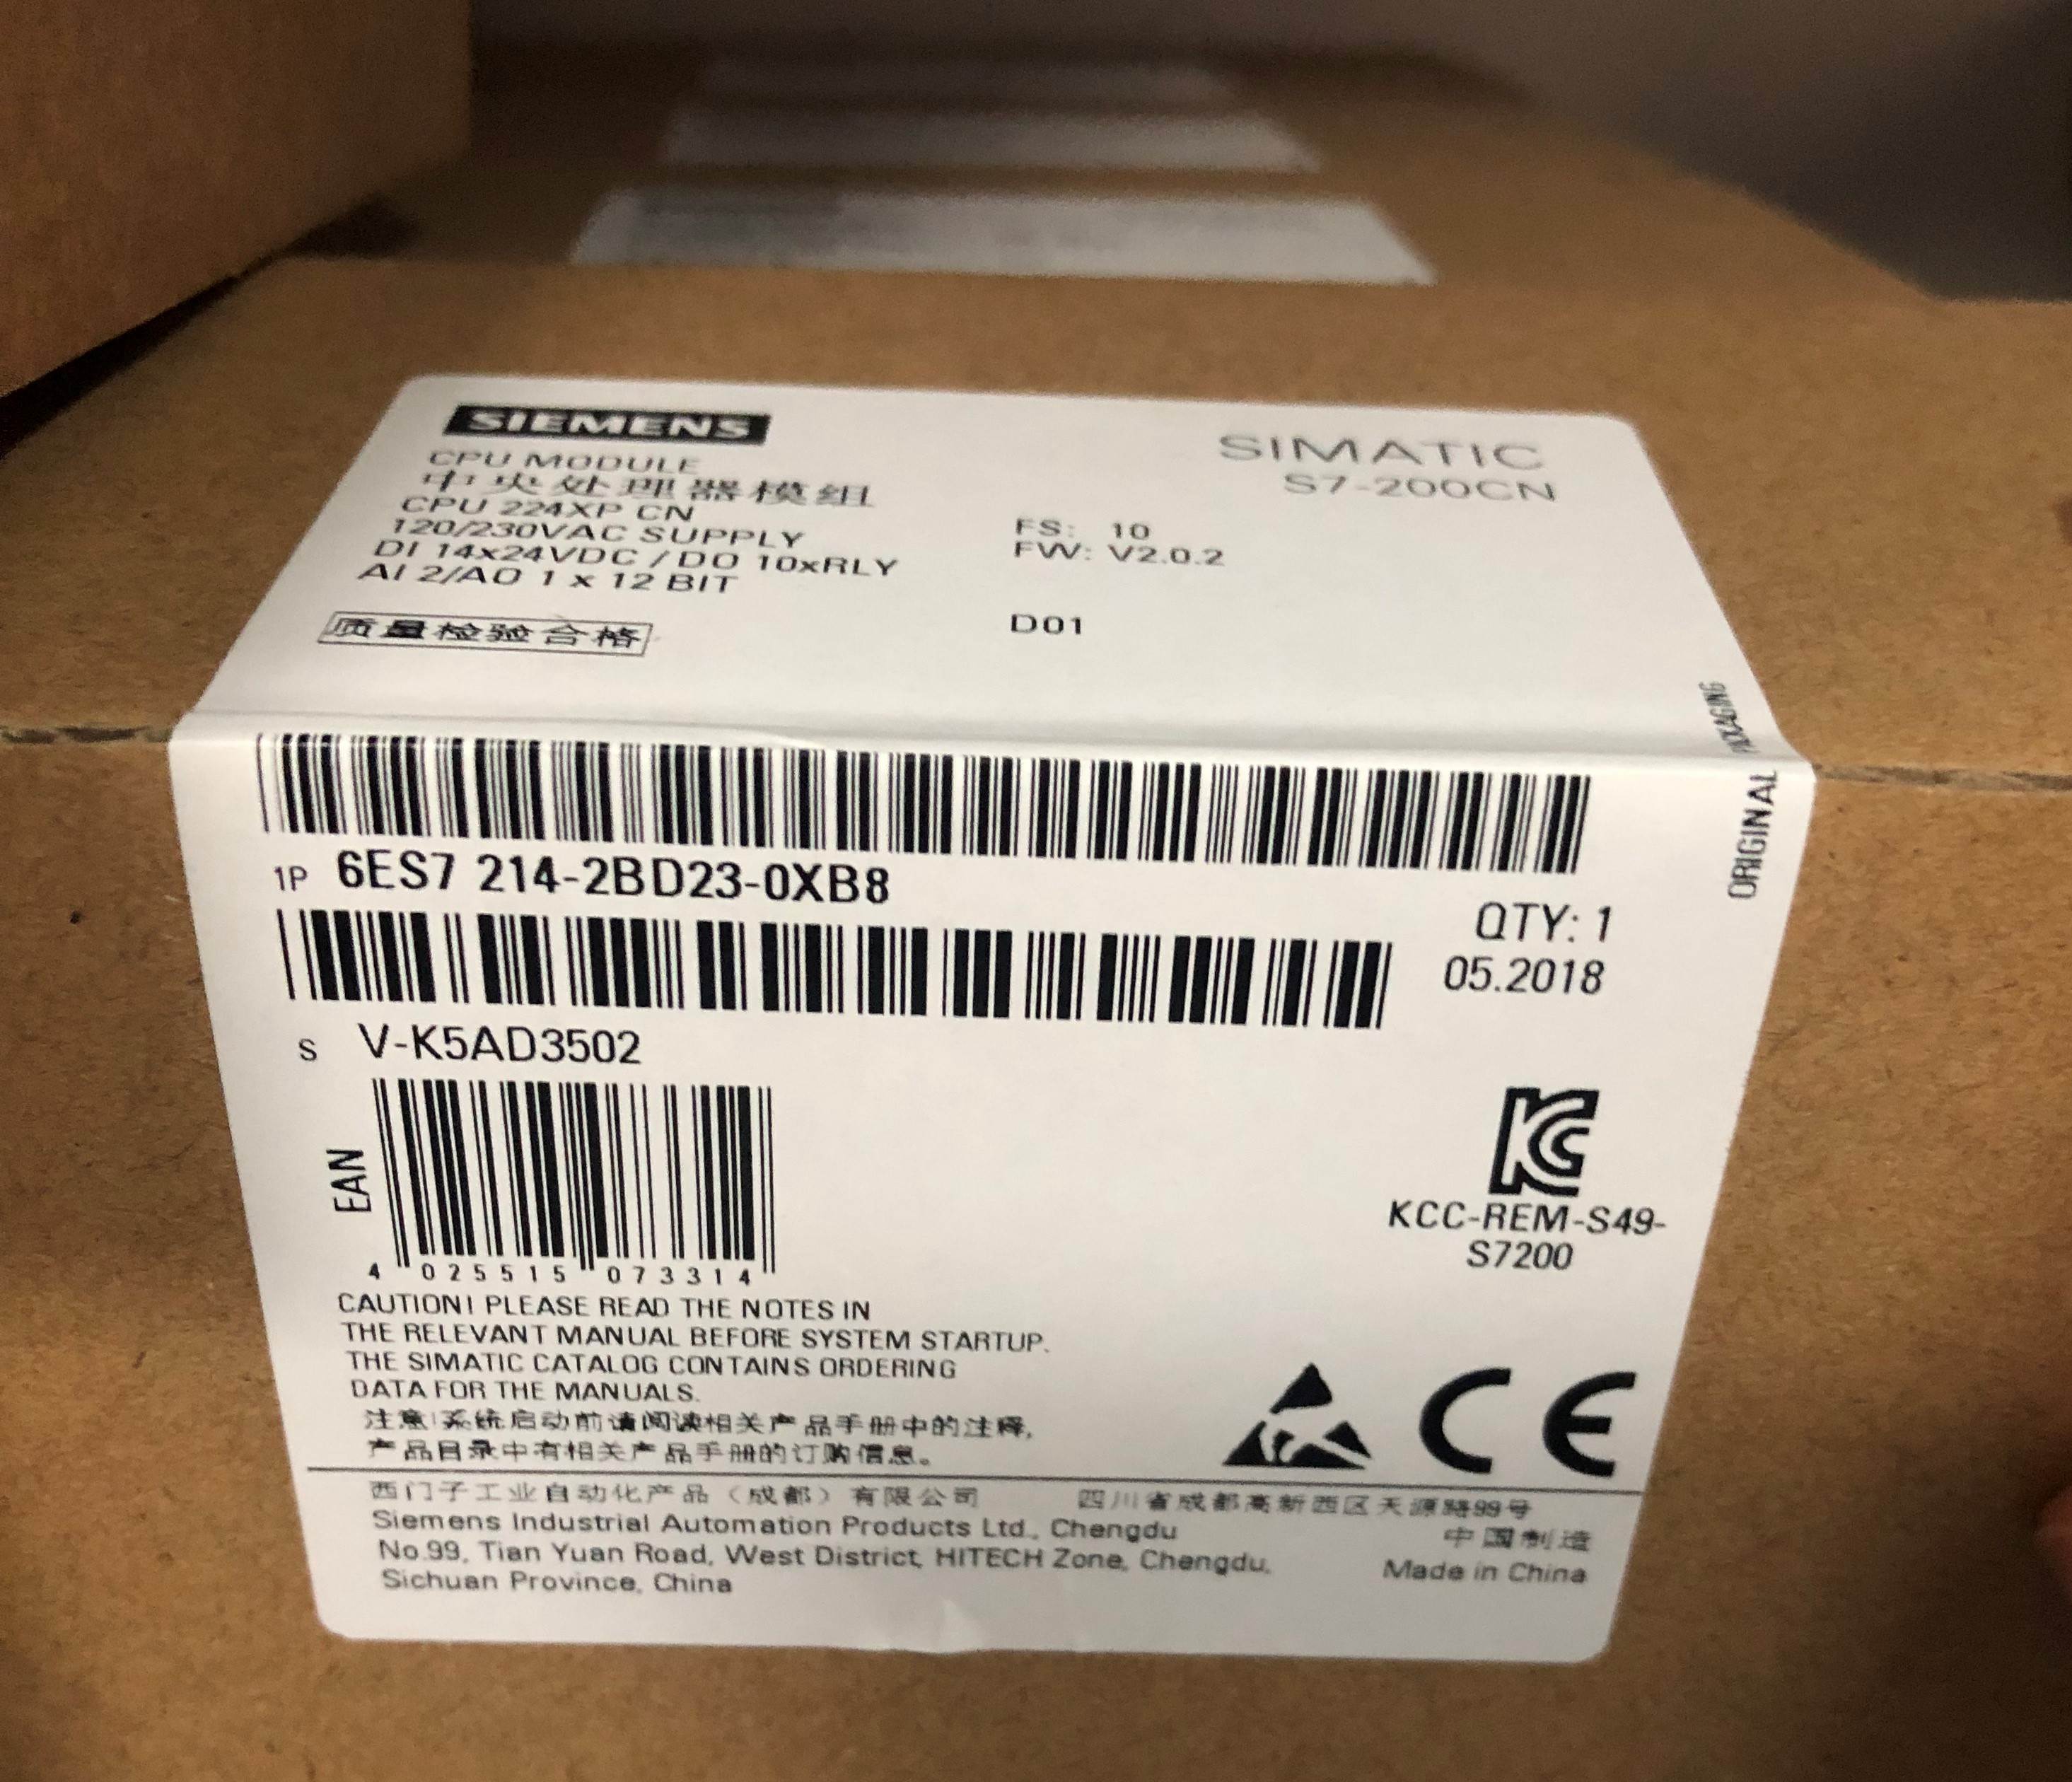 SIEMENS
SIMATIC
S7-200CN
CPU MODULE
中央处理器模组
CPU 224XP CN
120/230VAC SUPPLY
DI 14x24VDC / DO 10xRLY
AI 2/AO 1 x 12 BIT
FS: 10
FW: V2.0.2
质量检验合格
D01
ORIGINAL PACKAGING
1P 6ES7 214-2BD23-0XB8
QTY: 1
05.2018
S V-K5AD3502
EAN
4 025515 073314
KC
KCC-REM-S49-
S7200
CAUTION! PLEASE READ THE NOTES IN
THE RELEVANT MANUAL BEFORE SYSTEM STARTUP.
THE SIMATIC CATALOG CONTAINS ORDERING
DATA FOR THE MANUALS.
注意!系统启动前请阅读相关产品手册中的注释,
产品目录中有相关产品手册的订购信息。
CE
西门子工业自动化产品（成都）有限公司 四川省成都高新西区天源路99号
Siemens Industrial Automation Products Ltd., Chengdu
中国制造
No.99, Tian Yuan Road, West District, HITECH Zone, Chengdu,
Made in China
Sichuan Province, China